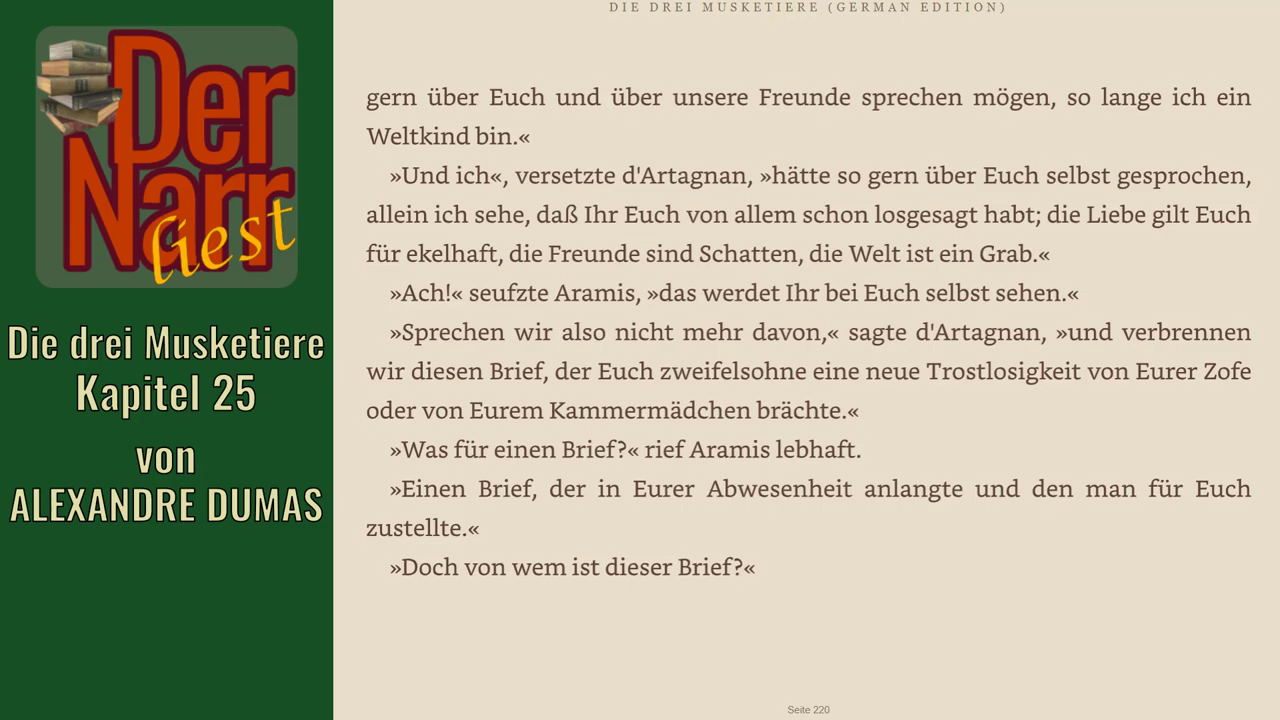 Der
Narr
liest
Die drei Musketiere
Kapitel 25
von
ALEXANDRE DUMAS
DIE DREI MUSKETIERE (GERMAN EDITION)
gern über Euch und über unsere Freunde sprechen mögen, so lange ich ein
Weltkind bin.«
»Und ich«, versetzte d'Artagnan, »hätte so gern über Euch selbst gesprochen,
allein ich sehe, daß Ihr Euch von allem schon losgesagt habt; die Liebe gilt Euch
für ekelhaft, die Freunde sind Schatten, die Welt ist ein Grab.«
»Ach!« seufzte Aramis, »das werdet Ihr bei Euch selbst sehen.«
»Sprechen wir also nicht mehr davon,« sagte d'Artagnan, »und verbrennen
wir diesen Brief, der Euch zweifelsohne eine neue Trostlosigkeit von Eurer Zofe
oder von Eurem Kammermädchen brächte.«
»Was für einen Brief?« rief Aramis lebhaft.
»Einen Brief, der in Eurer Abwesenheit anlangte und den man für Euch
zustellte.«
»Doch von wem ist dieser Brief?«
Seite 220